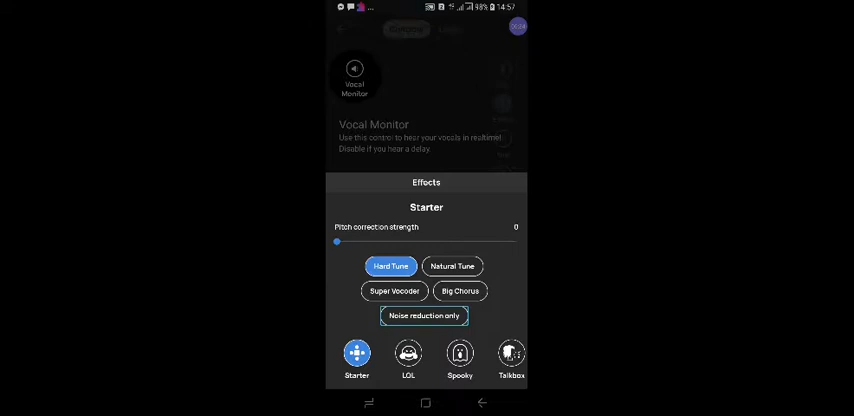 ... 98% 14:57
Vocal
Monitor
Vocal Monitor
Use this control to hear your vocals in realtime!
Disable if you hear a delay.
Effects
Starter
Pitch correction strength 0
Hard Tune Natural Tune
Super Vocoder Big Chorus
Noise reduction only
Starter LOL Spooky Talkbox